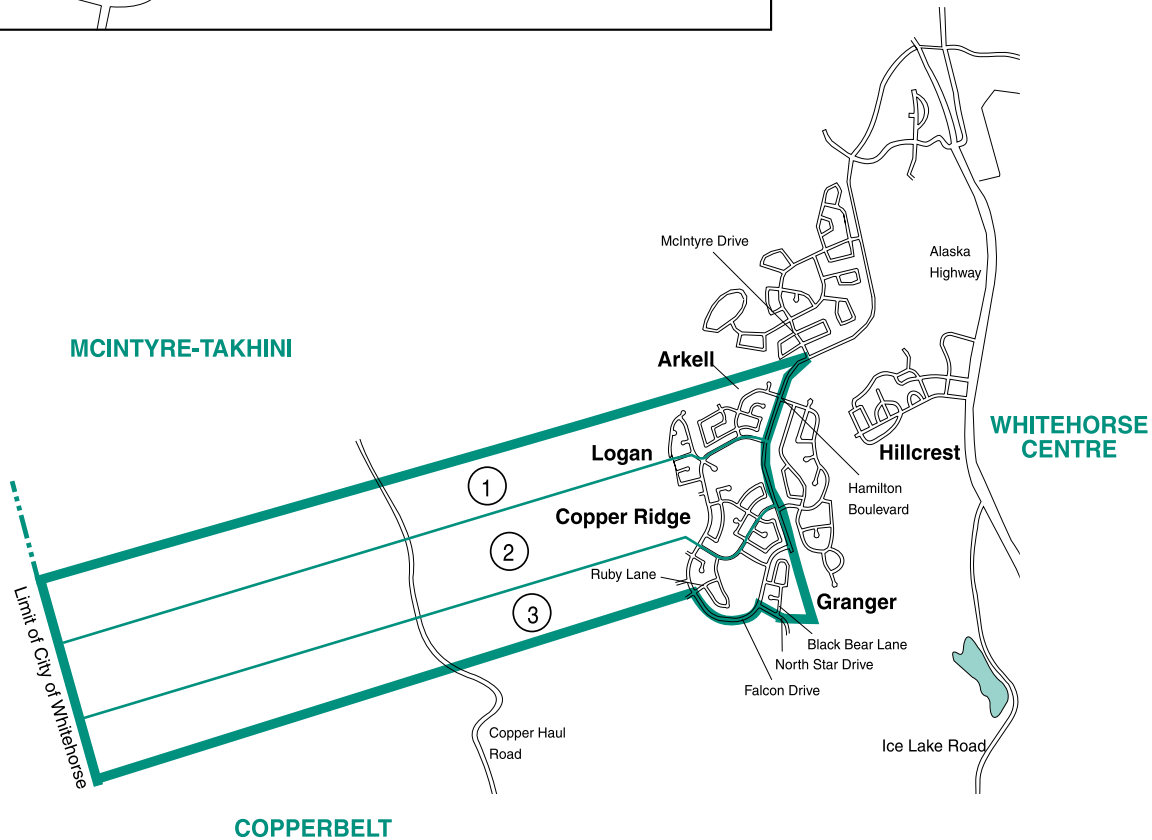 McIntyre Drive
Alaska
Highway
MCINTYRE-TAKHINI
Arkell
WHITEHORSE
CENTRE
Logan
Hillcrest
1
Hamilton
Boulevard
Copper Ridge
2
Ruby Lane
3
Granger
Limit of City of Whitehorse
Black Bear Lane
North Star Drive
Falcon Drive
Copper Haul
Road
Ice Lake Road
COPPERBELT